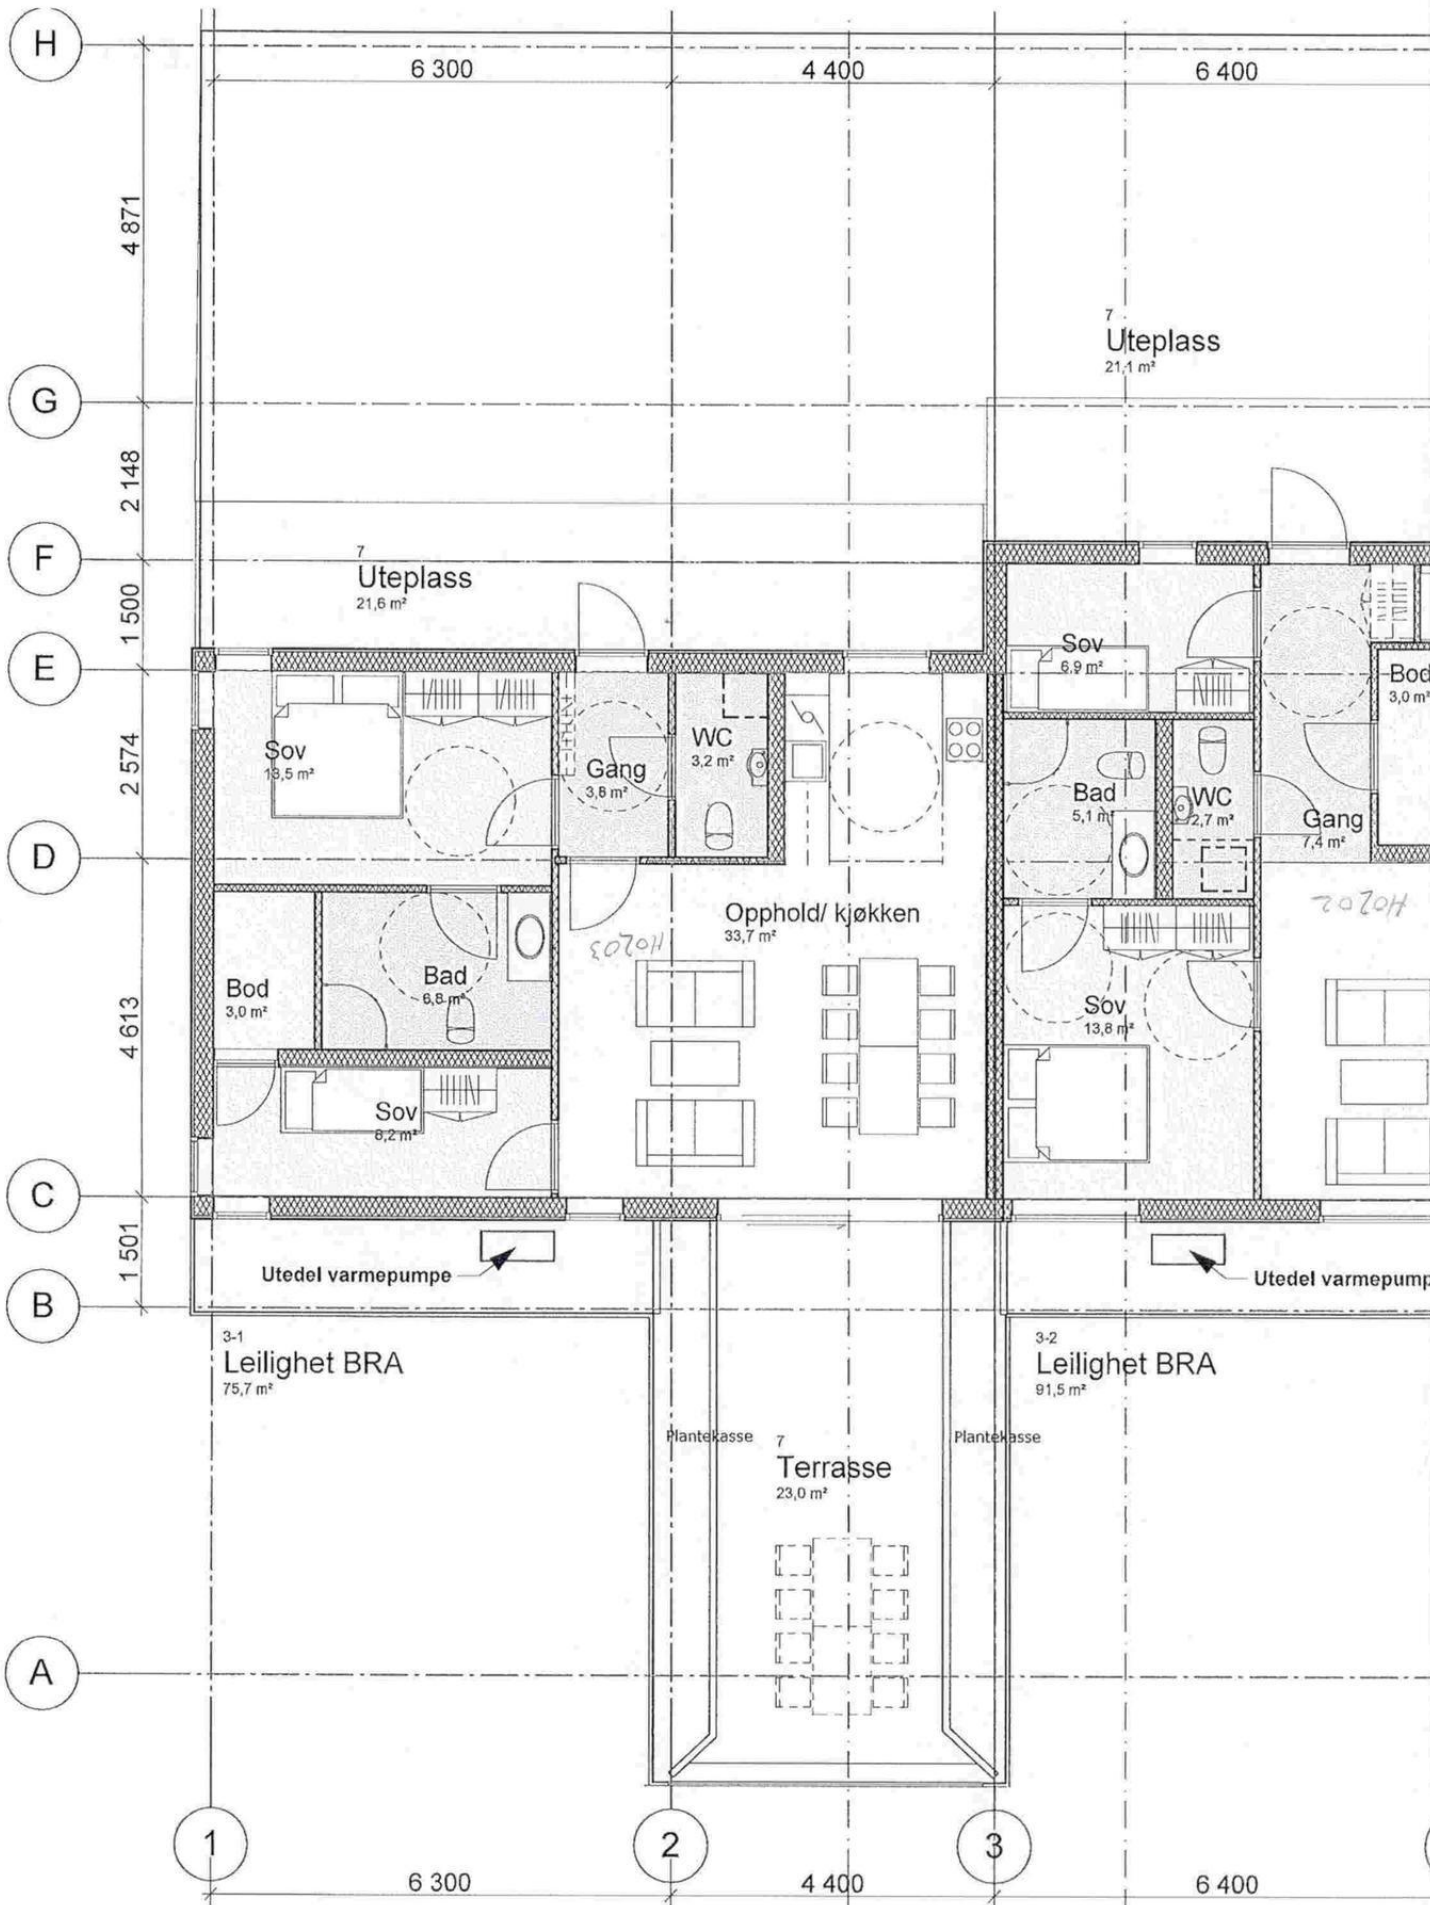 H
6 300
4 400
6 400
4 871
7
Uteplass
21,1 m²
G
2 148
F
7
Uteplass
21,6 m²
1 500
E
Sov
6,9 m²
Bod
3,0 m²
2 574
Sov
13,5 m²
Gang
3,8 m²
WC
3,2 m²
Bad
5,1 m²
WC
2,7 m²
Gang
7,4 m²
D
Opphold/ kjøkken
33,7 m²
H0203
H0202
4 613
Bod
3,0 m²
Bad
6,8 m²
Sov
13,8 m²
Sov
8,2 m²
C
1 501
Utedel varmepumpe
Utedel varmepump
B
3-1
Leilighet BRA
75,7 m²
3-2
Leilighet BRA
91,5 m²
Plantekasse
Plantekasse
7
Terrasse
23,0 m²
A
1
2
3
6 300
4 400
6 400